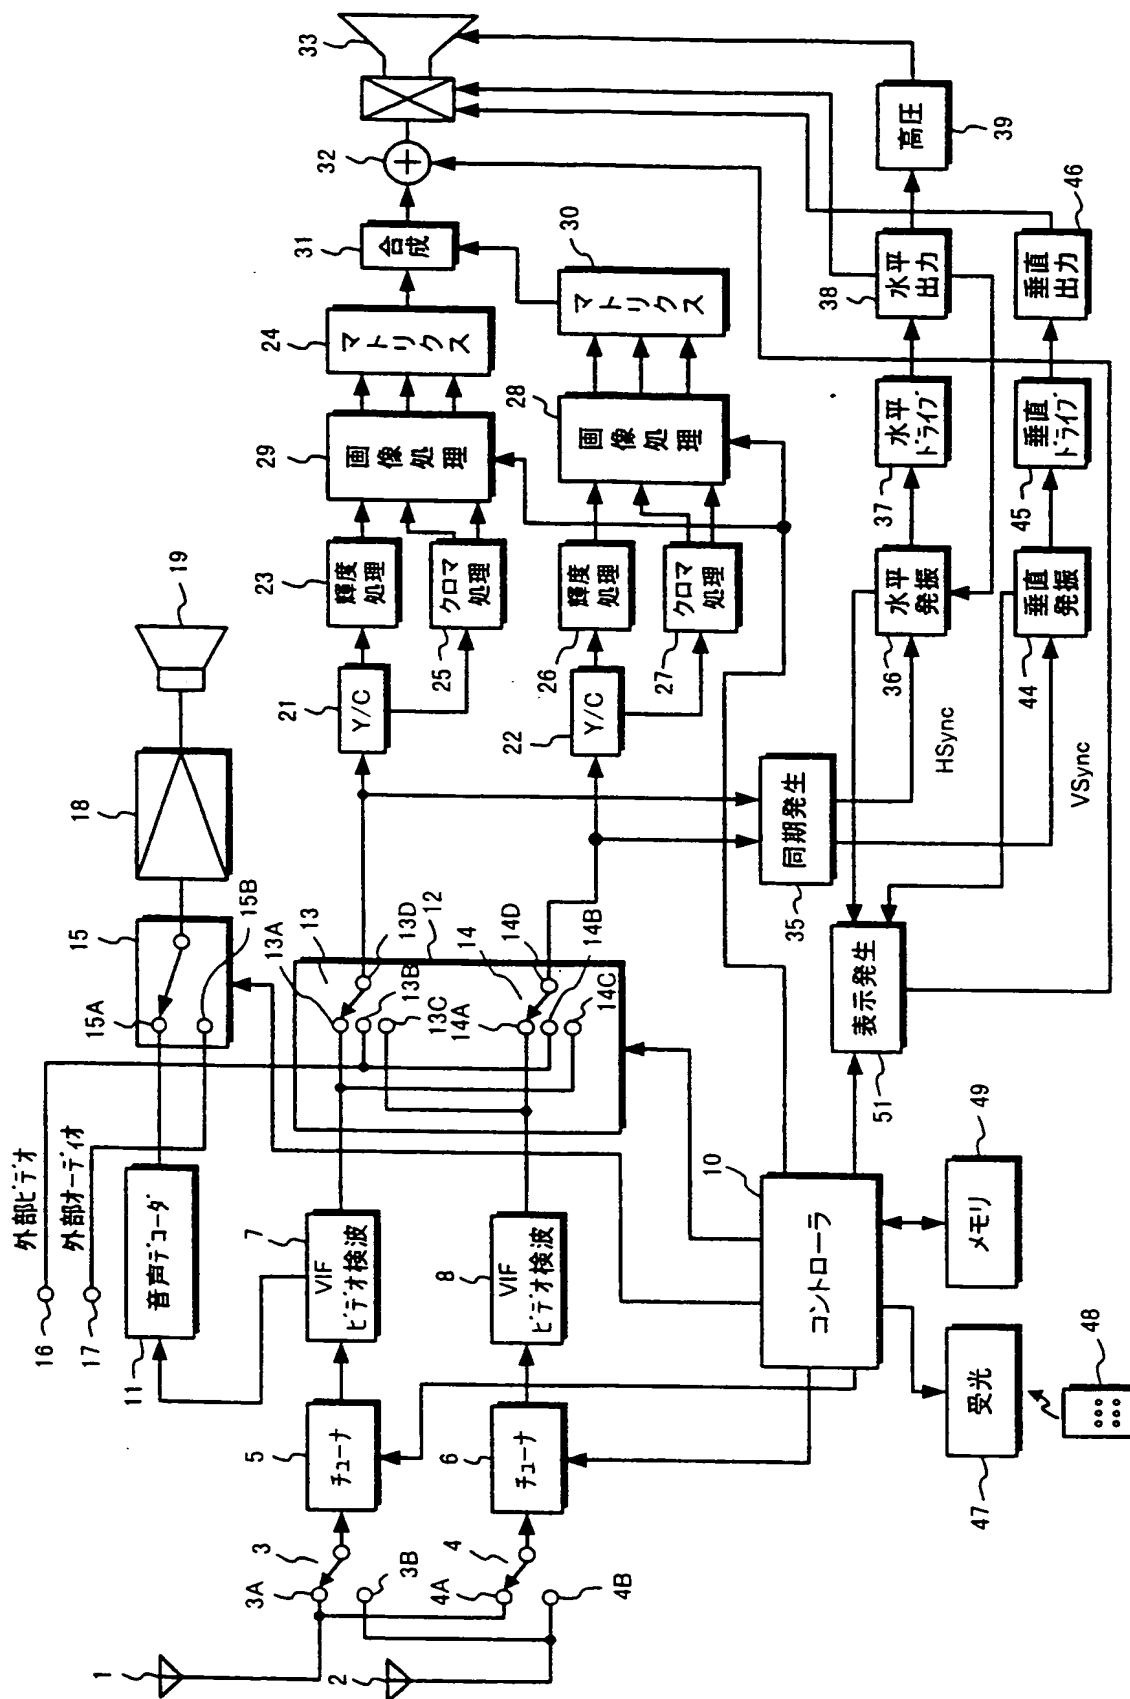 1
2
3A
3
3B
4A
4
4B
5
チューナ
6
チューナ
7
VIF
ビデオ検波
8
VIF
ビデオ検波
外部ビデオ
16
外部オーディオ
17
11
音声デコーダ
15A
15
15B
18
19
13A
13
13D
12
13B
13C
14A
14
14D
14B
14C
21
Y/C
22
Y/C
23
輝度
処理
25
クロマ
処理
26
輝度
処理
27
クロマ
処理
29
画像処理
28
画像処理
24
マトリクス
30
マトリクス
31
合成
32
33
10
コントローラ
47
受光
48
49
メモリ
51
表示発生
35
同期発生
HSync
VSync
36
水平
発振
37
水平
ドライブ
38
水平
出力
39
高圧
44
垂直
発振
45
垂直
ドライブ
46
垂直
出力